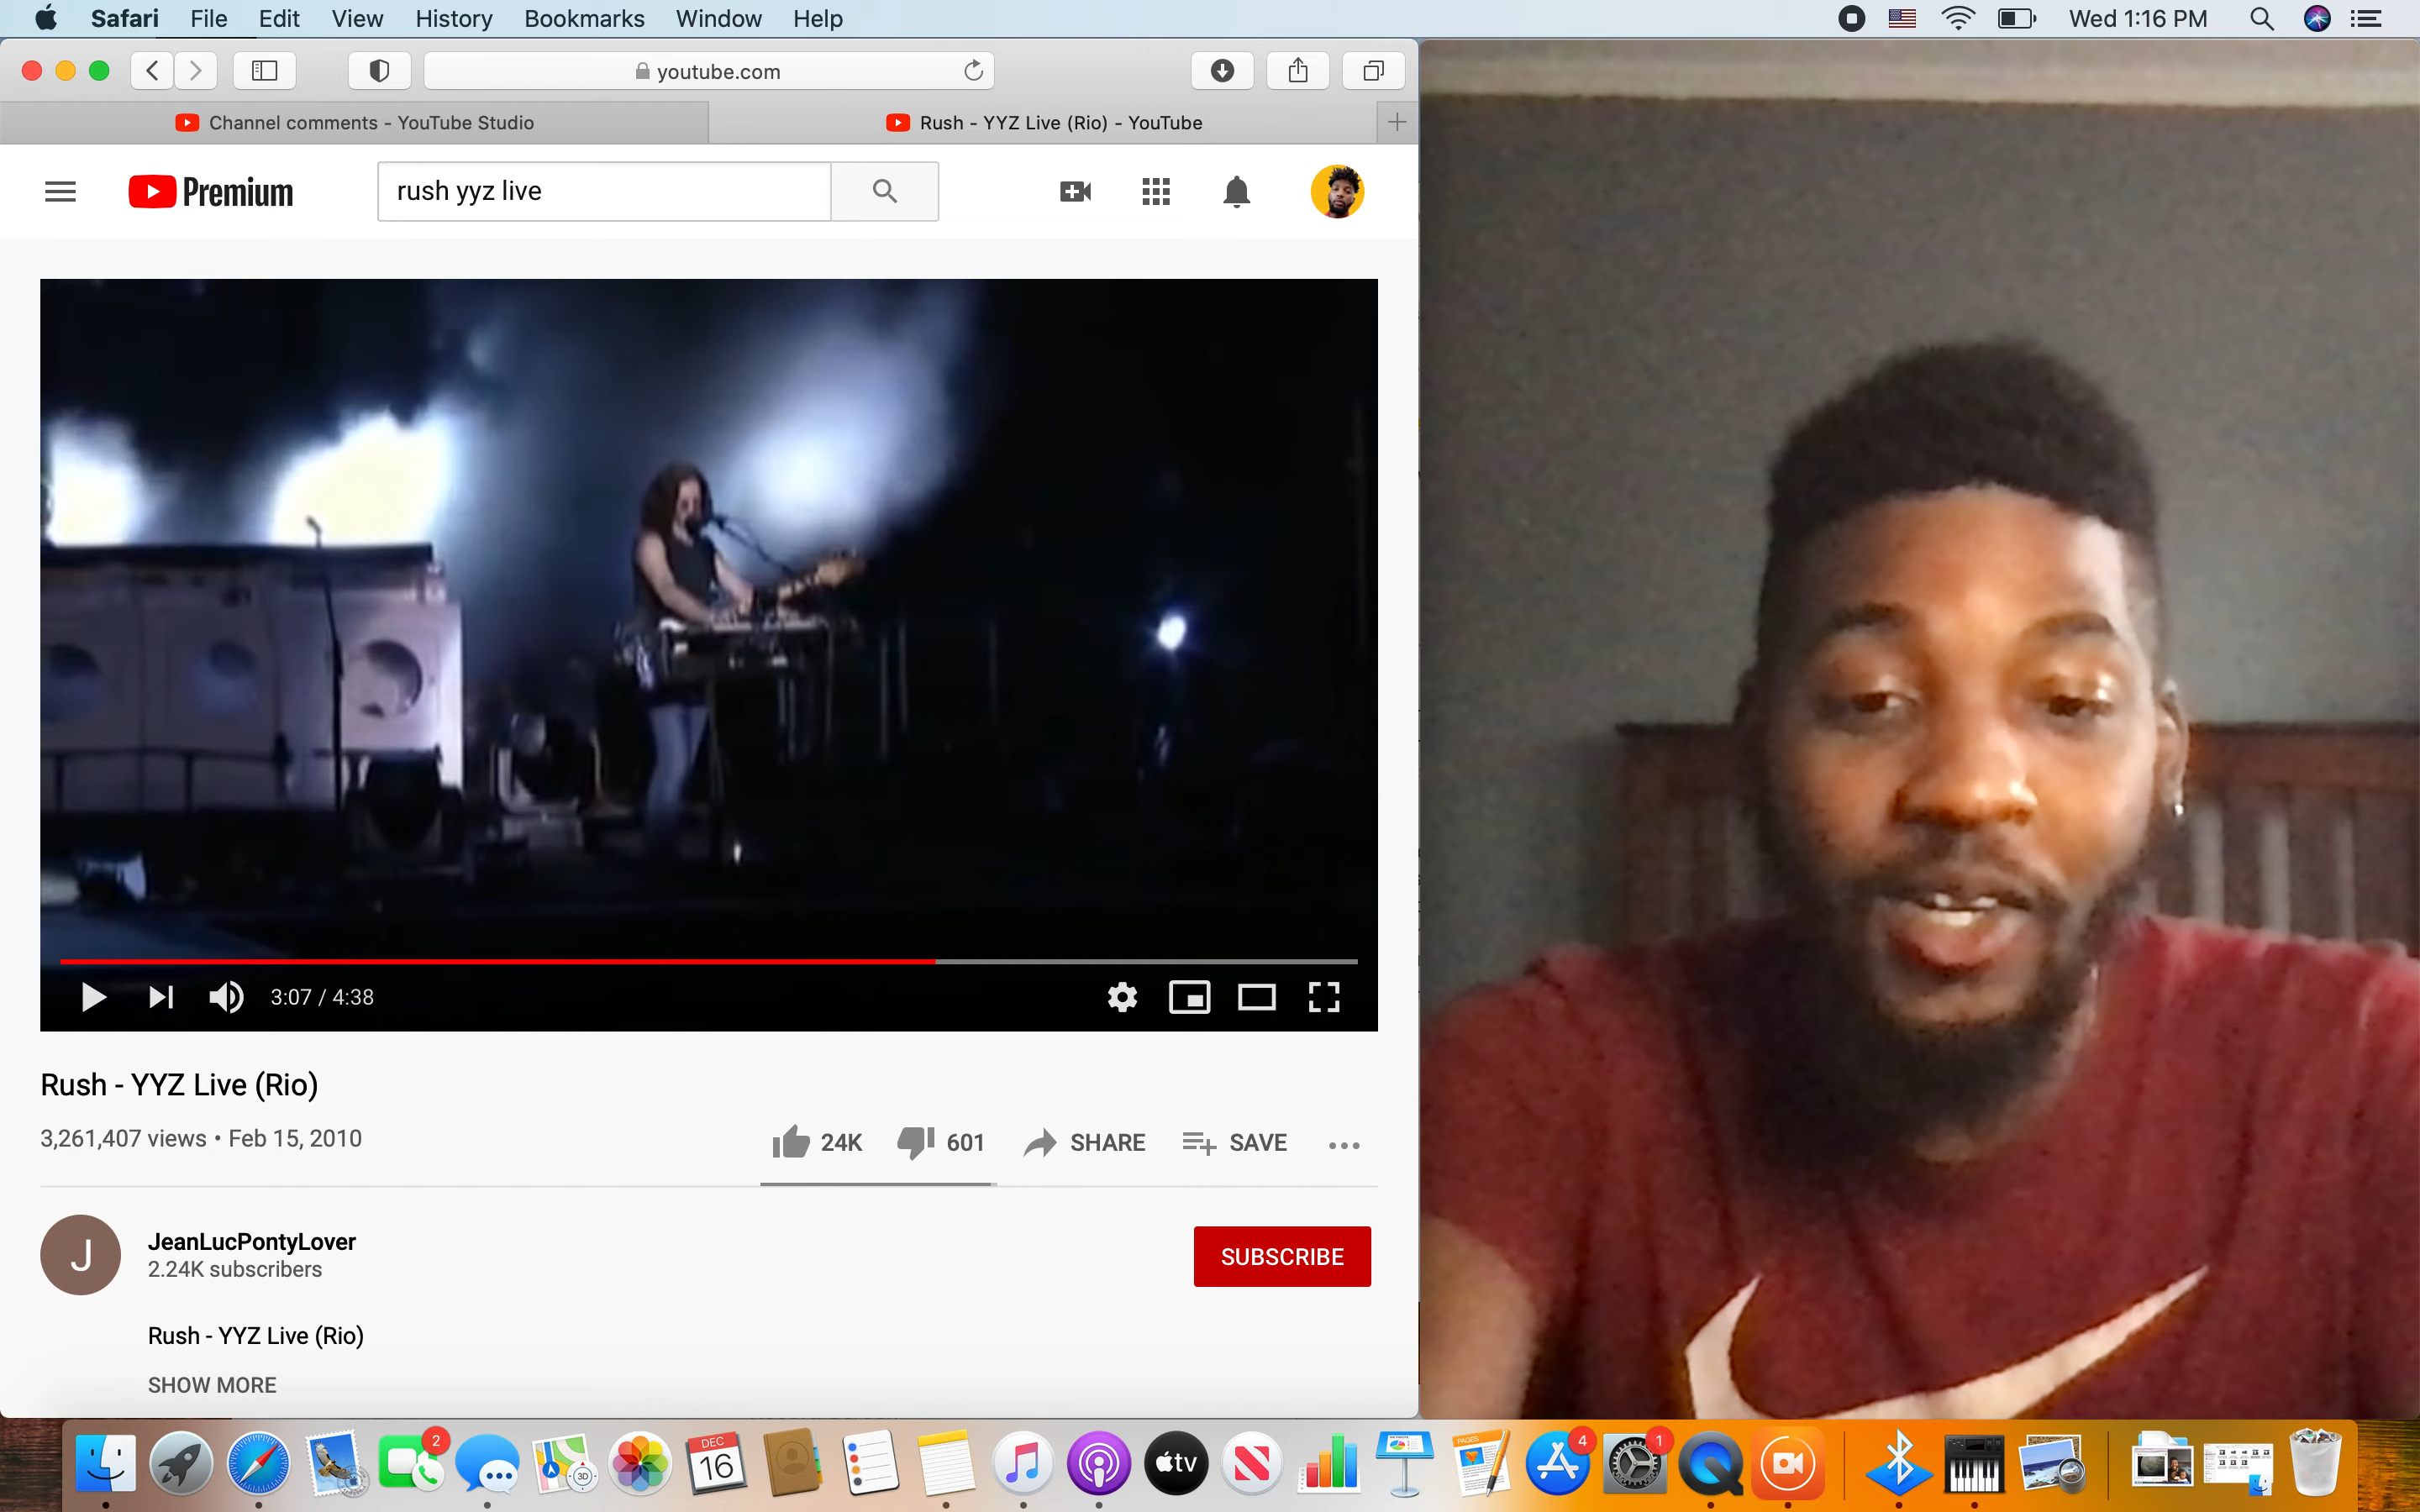 Safari File Edit View History Bookmarks Window Help Wed 1:16 PM
youtube.com
Channel comments - YouTube Studio Rush - YYZ Live (Rio) - YouTube
Premium rush yyz live
3:07 / 4:38
Rush - YYZ Live (Rio)
3,261,407 views • Feb 15, 2010 24K 601 SHARE SAVE
J JeanLucPontyLover SUBSCRIBE
2.24K subscribers
Rush - YYZ Live (Rio)
SHOW MORE
2 3D DEC 16 tv PAGES 4 1